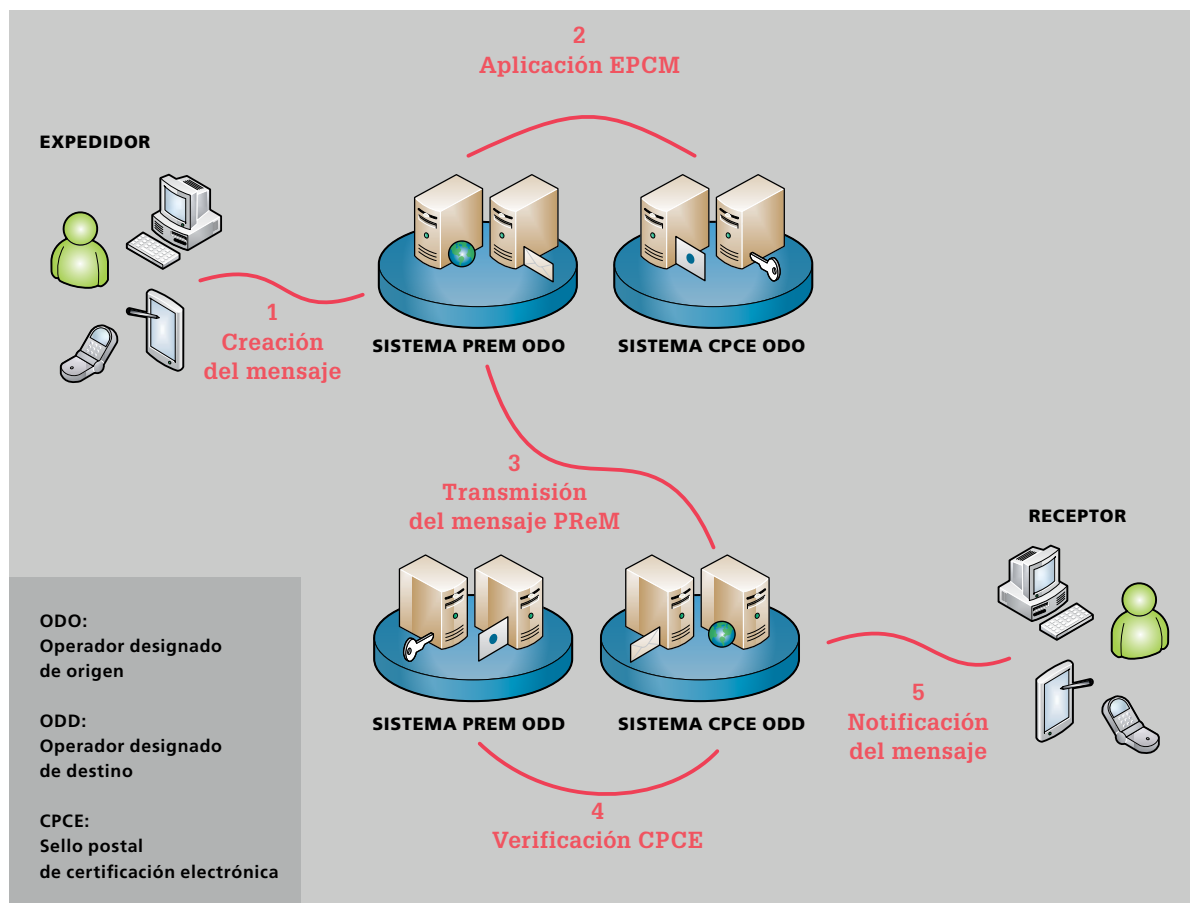 2
Aplicación EPCM
EXPEDIDOR
1
Creación
del mensaje
SISTEMA PREM ODO
SISTEMA CPCE ODO
3
Transmisión
del mensaje PReM
RECEPTOR
SISTEMA PREM ODD
SISTEMA CPCE ODD
5
Notificación
del mensaje
4
Verificación CPCE
ODO:
Operador designado
de origen
ODD:
Operador designado
de destino
CPCE:
Sello postal
de certificación electrónica